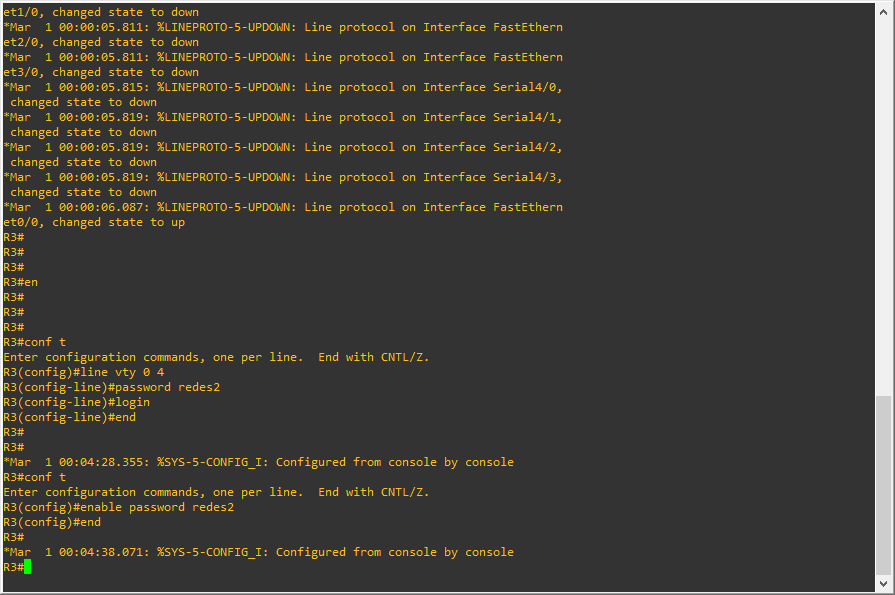 et1/0, changed state to down
*Mar  1 00:00:05.811: %LINEPROTO-5-UPDOWN: Line protocol on Interface FastEthern
et2/0, changed state to down
*Mar  1 00:00:05.811: %LINEPROTO-5-UPDOWN: Line protocol on Interface FastEthern
et3/0, changed state to down
*Mar  1 00:00:05.815: %LINEPROTO-5-UPDOWN: Line protocol on Interface Serial4/0,
 changed state to down
*Mar  1 00:00:05.819: %LINEPROTO-5-UPDOWN: Line protocol on Interface Serial4/1,
 changed state to down
*Mar  1 00:00:05.819: %LINEPROTO-5-UPDOWN: Line protocol on Interface Serial4/2,
 changed state to down
*Mar  1 00:00:05.819: %LINEPROTO-5-UPDOWN: Line protocol on Interface Serial4/3,
 changed state to down
*Mar  1 00:00:06.087: %LINEPROTO-5-UPDOWN: Line protocol on Interface FastEthern
et0/0, changed state to up
R3#
R3#
R3#
R3#en
R3#
R3#
R3#
R3#conf t
Enter configuration commands, one per line.  End with CNTL/Z.
R3(config)#line vty 0 4
R3(config-line)#password redes2
R3(config-line)#login
R3(config-line)#end
R3#
R3#
*Mar  1 00:04:28.355: %SYS-5-CONFIG_I: Configured from console by console
R3#conf t
Enter configuration commands, one per line.  End with CNTL/Z.
R3(config)#enable password redes2
R3(config)#end
R3#
*Mar  1 00:04:38.071: %SYS-5-CONFIG_I: Configured from console by console
R3#